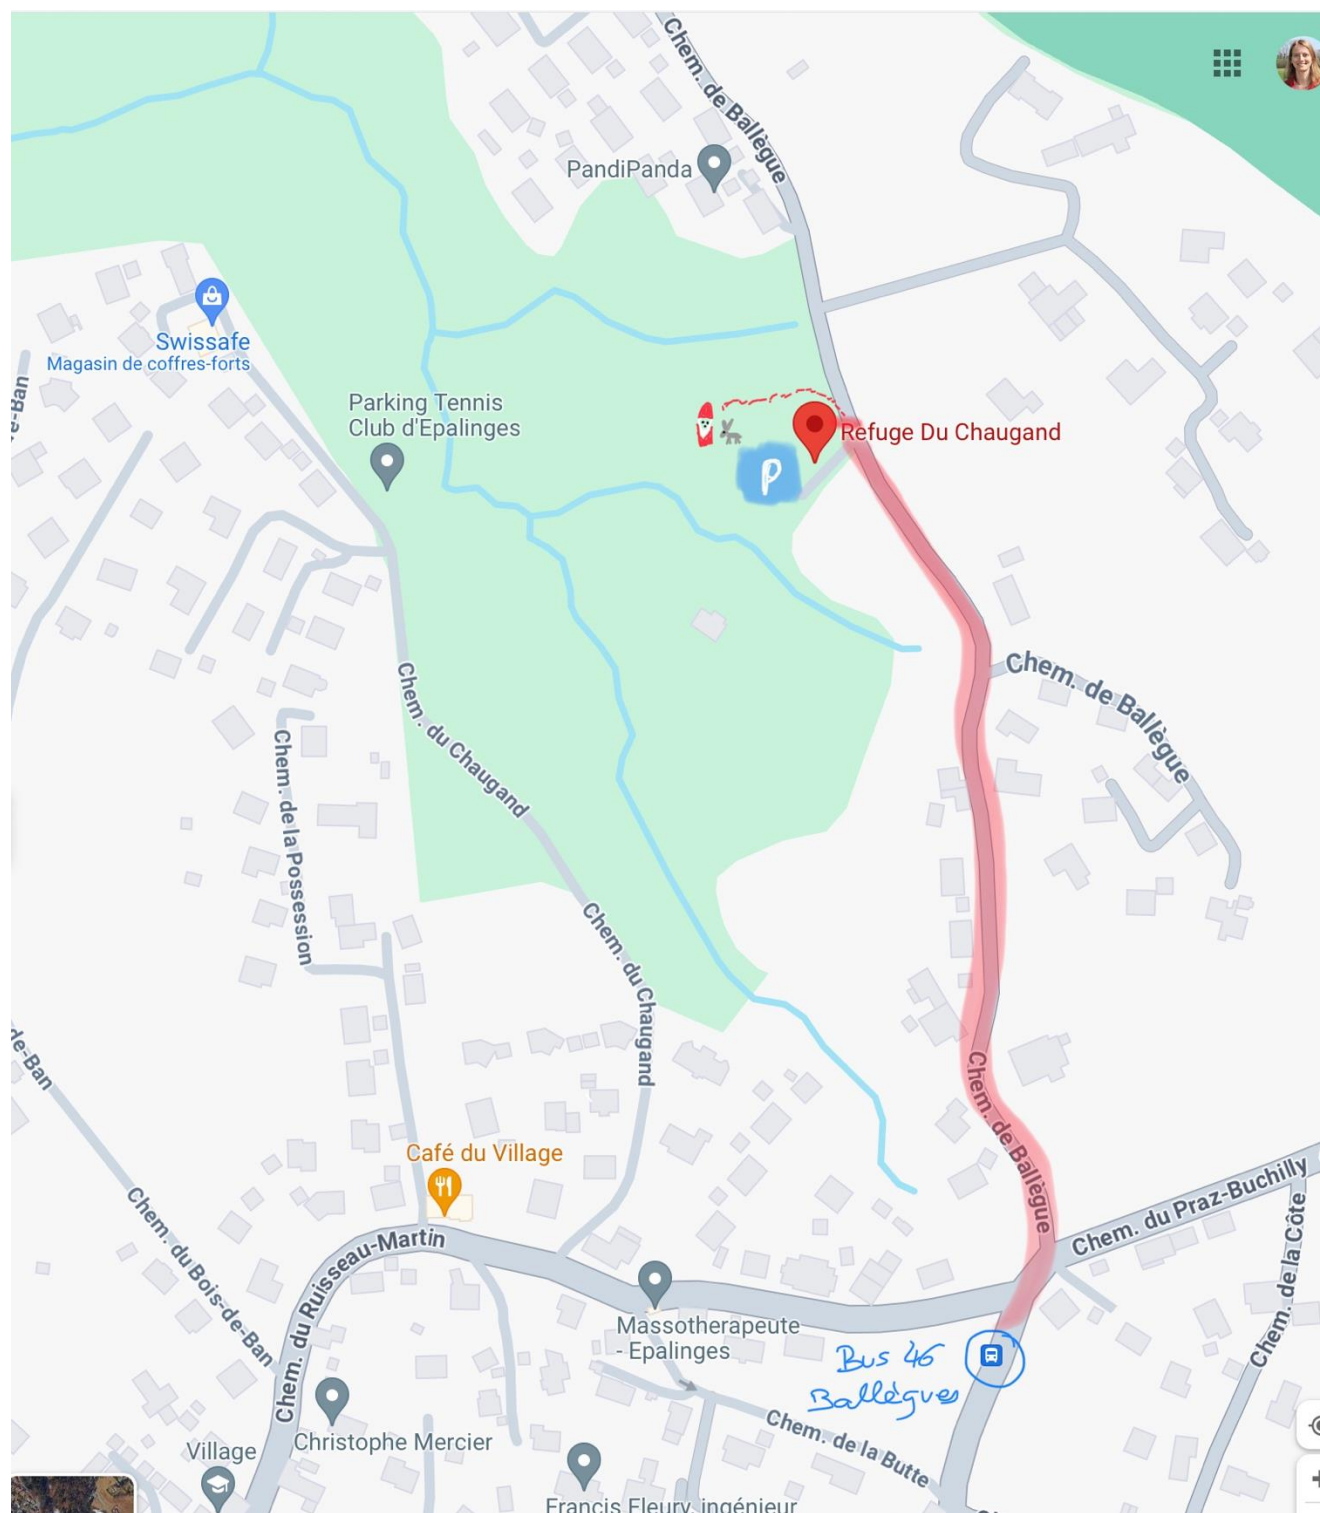 Chem. de Ballègue
PandiPanda
Swissafe
Magasin de coffres-forts
e-Ban
Parking Tennis
Club d'Epalinges
Refuge Du Chaugand
P
Chem. de Ballègue
Chem. du Chaugand
Chem. de la Possession
Chem. du Chaugand
de-Ban
Chem. de Ballègue
Café du Village
Chem. du Praz-Buchilly
Chem. du Bois-de-Ban
Chem. du Ruisseau-Martin
Chem. de la Côte
Massotherapeute
- Epalinges
Bus 46
Ballègues
Chem. de la Butte
Christophe Mercier
Village
Francis Fleury, ingénieur